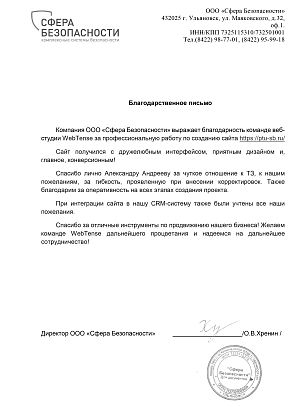 СФЕРА
БЕЗОПАСНОСТИ
КОМПЛЕКСНЫЕ СИСТЕМЫ БЕЗОПАСНОСТИ
ООО «Сфера Безопасности»
432025 г. Ульяновск, ул. Маяковского, д.32,
оф.1.
ИНН/КПП 7325115310/732501001
Тел.(8422) 98-77-01, (8422) 95-99-18
Благодарственное письмо
Компания ООО «Сфера Безопасности» выражает благодарность команде веб-
студии WebTense за профессиональную работу по созданию сайта https://ptu-sb.ru/
Сайт получился с дружелюбным интерфейсом, приятным дизайном и,
главное, конверсионным!
Спасибо лично Александру Андрееву за чуткое отношение к ТЗ, к нашим
пожеланиям, за гибкость, проявленную при внесении корректировок. Также
благодарим за оперативность на всех этапах создания проекта.
При интеграции сайта в нашу CRM-систему также были учтены все наши
пожелания.
Спасибо за отличные инструменты по продвижению нашего бизнеса! Желаем
команде WebTense дальнейшего процветания и надеемся на дальнейшее
сотрудничество!
Директор ООО «Сфера Безопасности» /О.В.Хренин /
"Сфера
Безопасности"